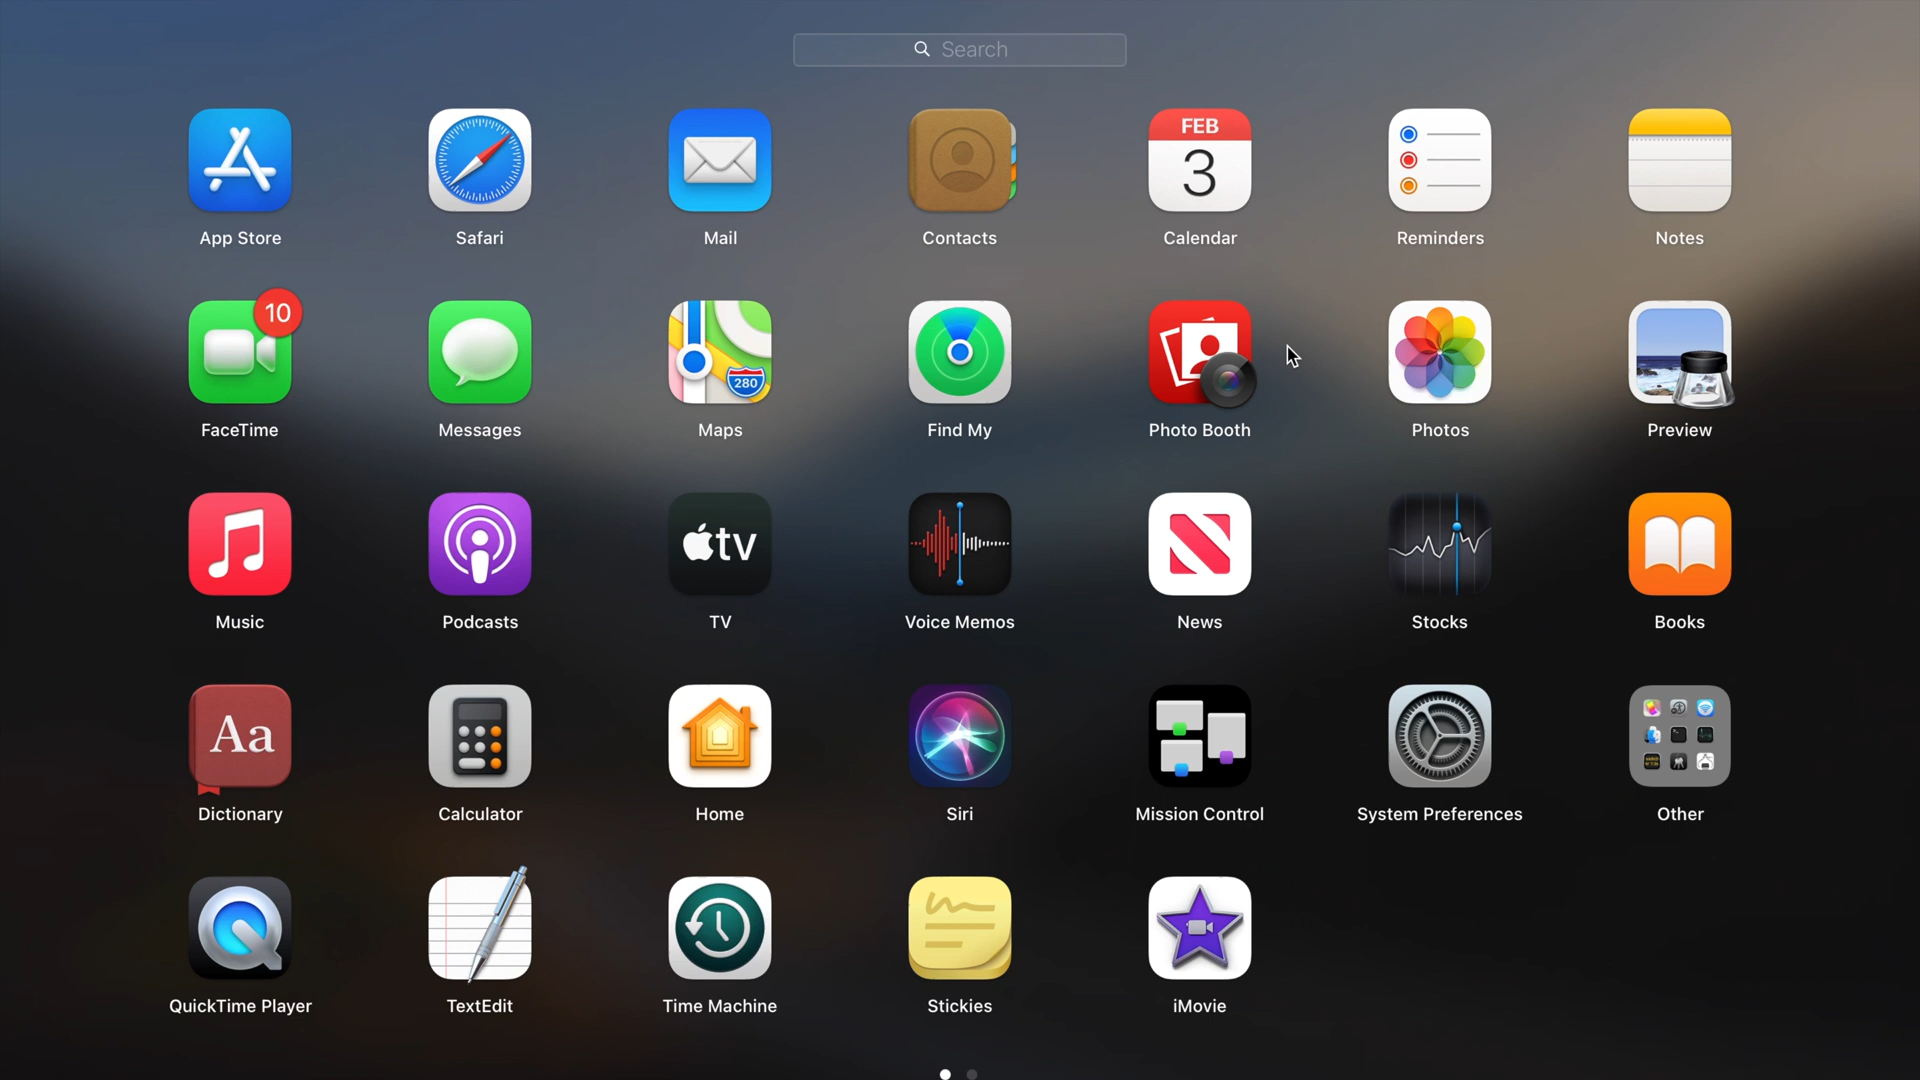 Search
FEB
3
App Store
Safari
Mail
Contacts
Calendar
Reminders
Notes
10
280
FaceTime
Messages
Maps
Find My
Photo Booth
Photos
Preview
tv
Music
Podcasts
TV
Voice Memos
News
Stocks
Books
Aa
Dictionary
Calculator
Home
Siri
Mission Control
System Preferences
Other
QuickTime Player
TextEdit
Time Machine
Stickies
iMovie